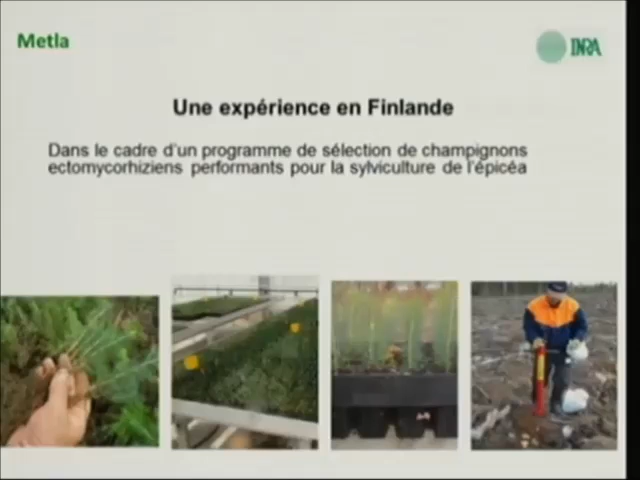 Metla
INRA
Une expérience en Finlande
Dans le cadre d'un programme de sélection de champignons
ectomycorhiziens performants pour la sylviculture de l'épicéa